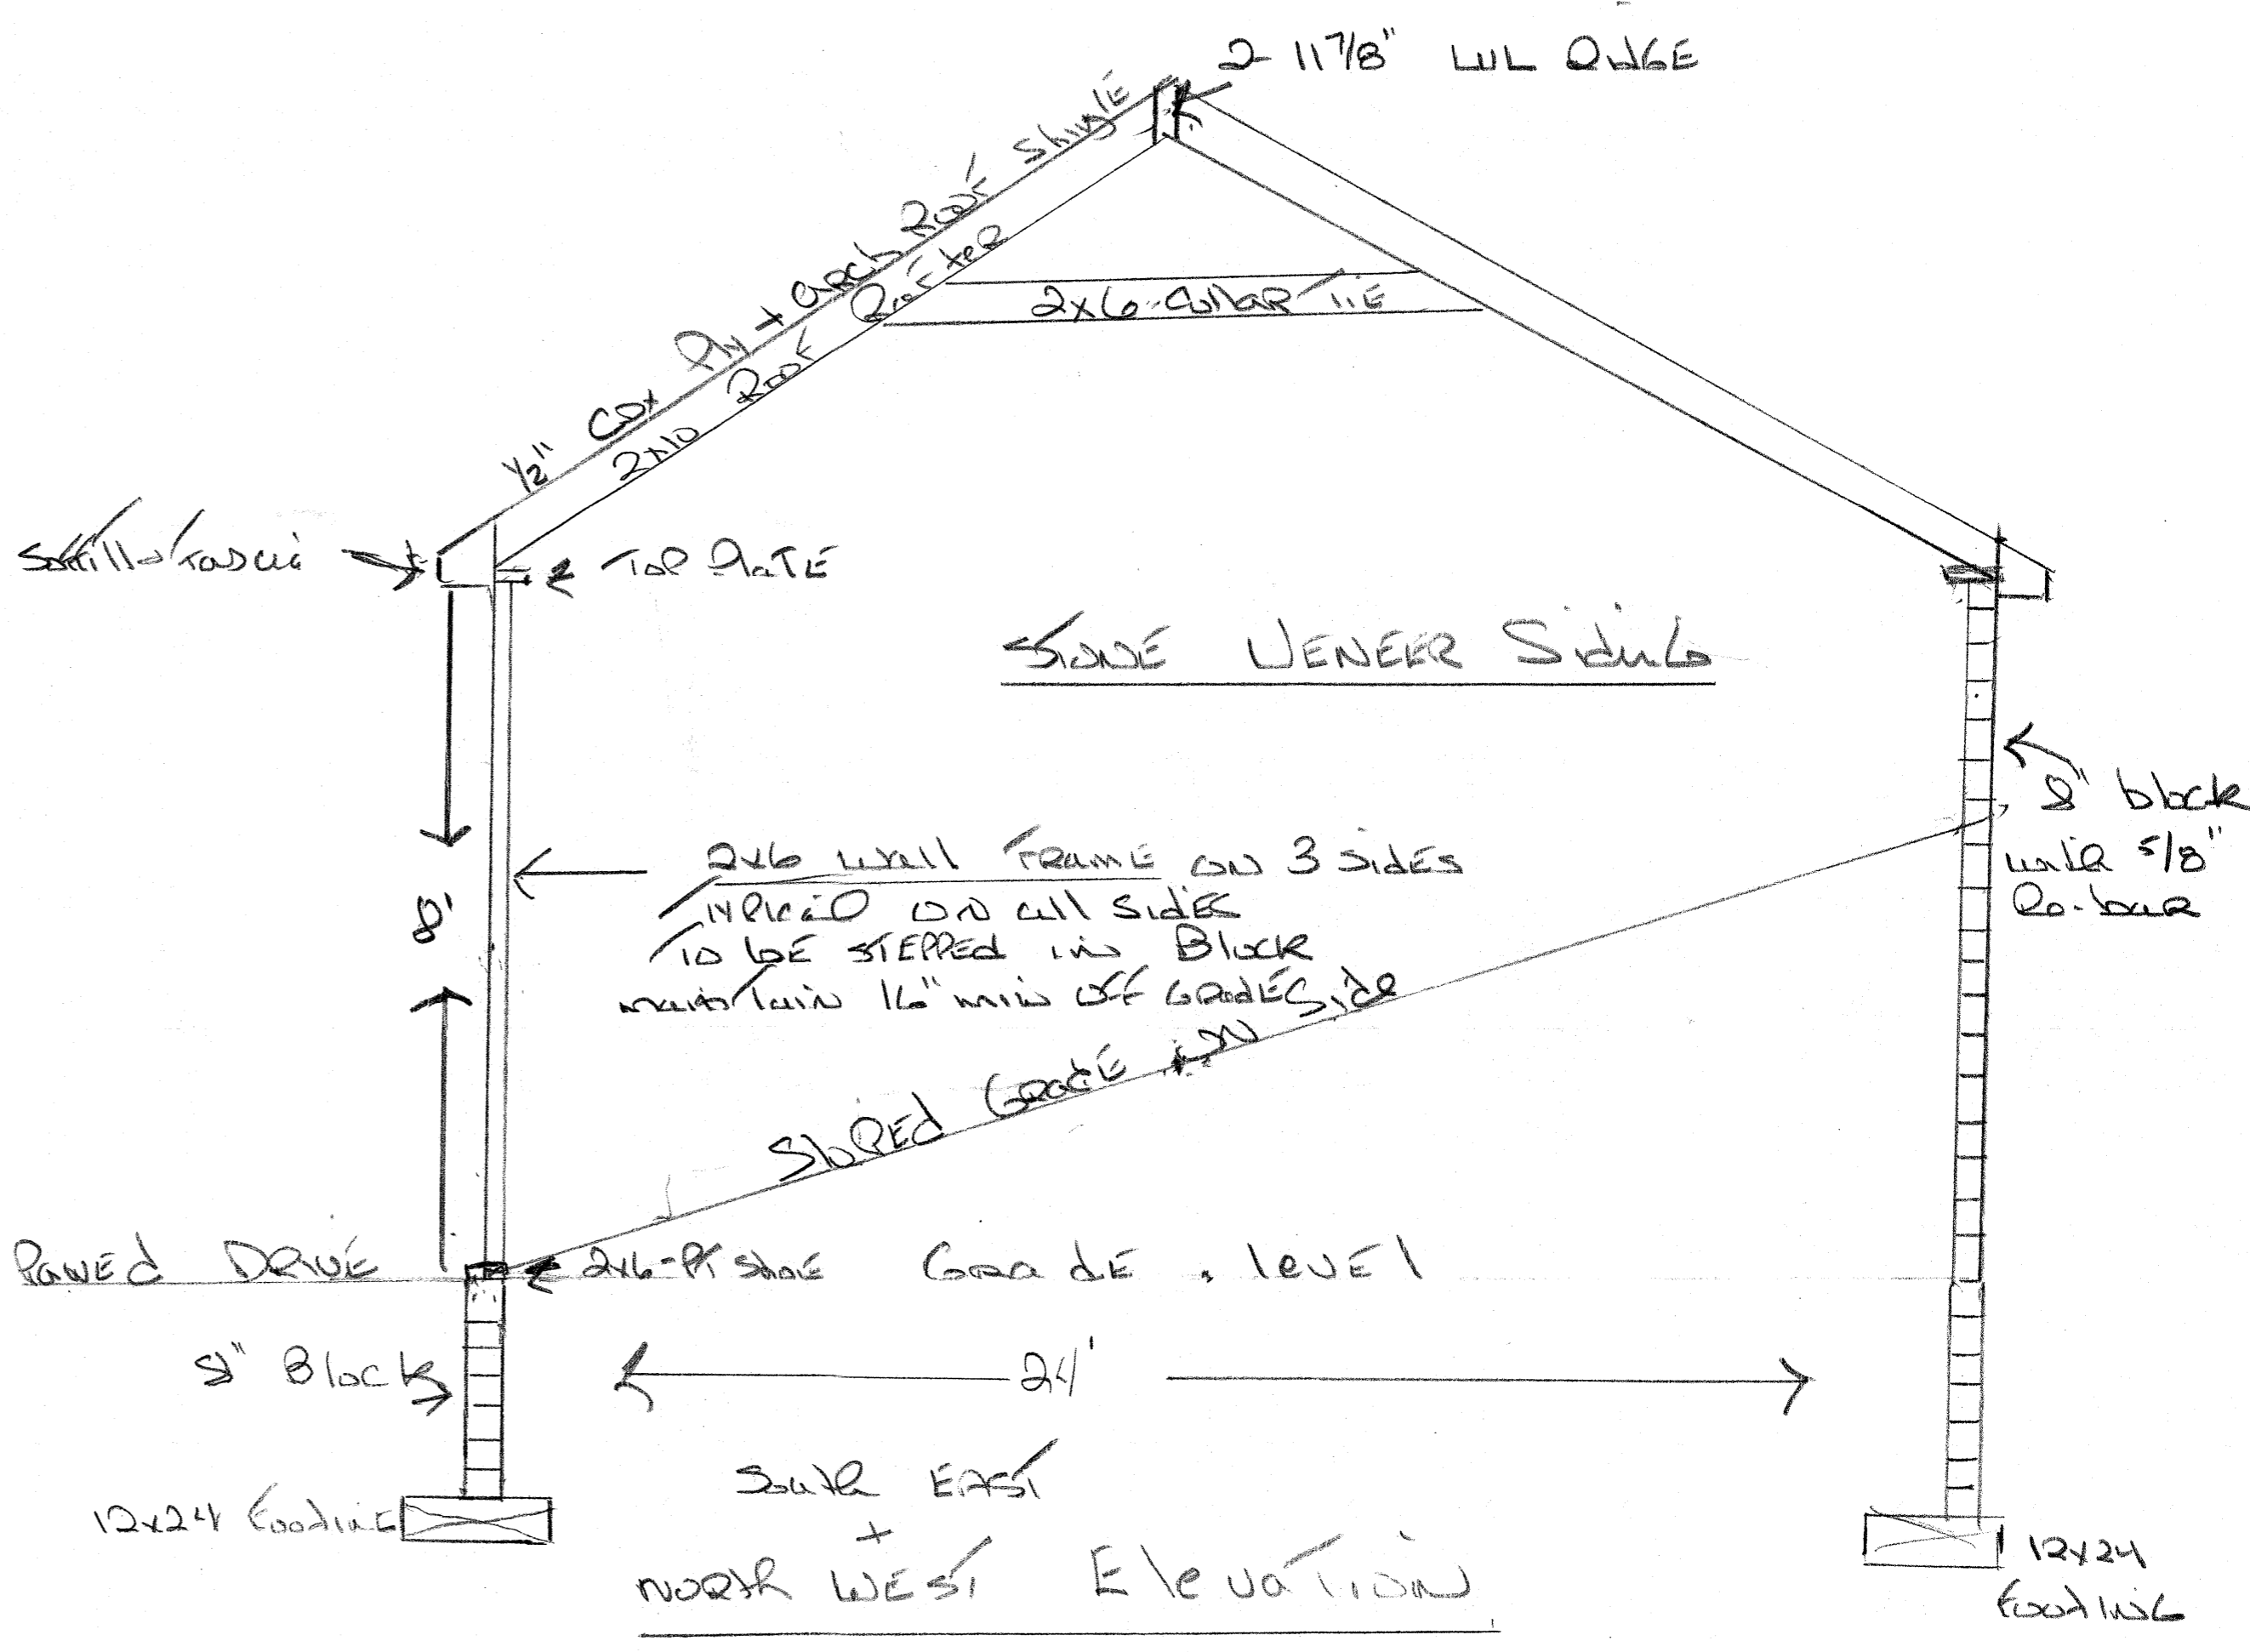 2- 11 7/8" LVL RIDGE
1/2" CDX Ply + ARCh ROOF Shingle
2x10 ROOF RAFTER
2x6-Collar TiE
Soffit + Fascia
TOP PlATE
STONE VENEER Siding
8" block
with 5/8"
Re-bar
8'
2x6 wall FRAME ON 3 SidES
TYPical ON all SidES
TO bE STEPPEd in Block
mainTain 16" min OFF GRadE Side
SloPEd GRadE ON
PavEd DRIVE
2x6-PT ShoE
GRadE . level
8" Block
24'
12x24 FooTiNG
South EAST
+
NORTh WEST ElevaTiON
12x24
FooTiNG